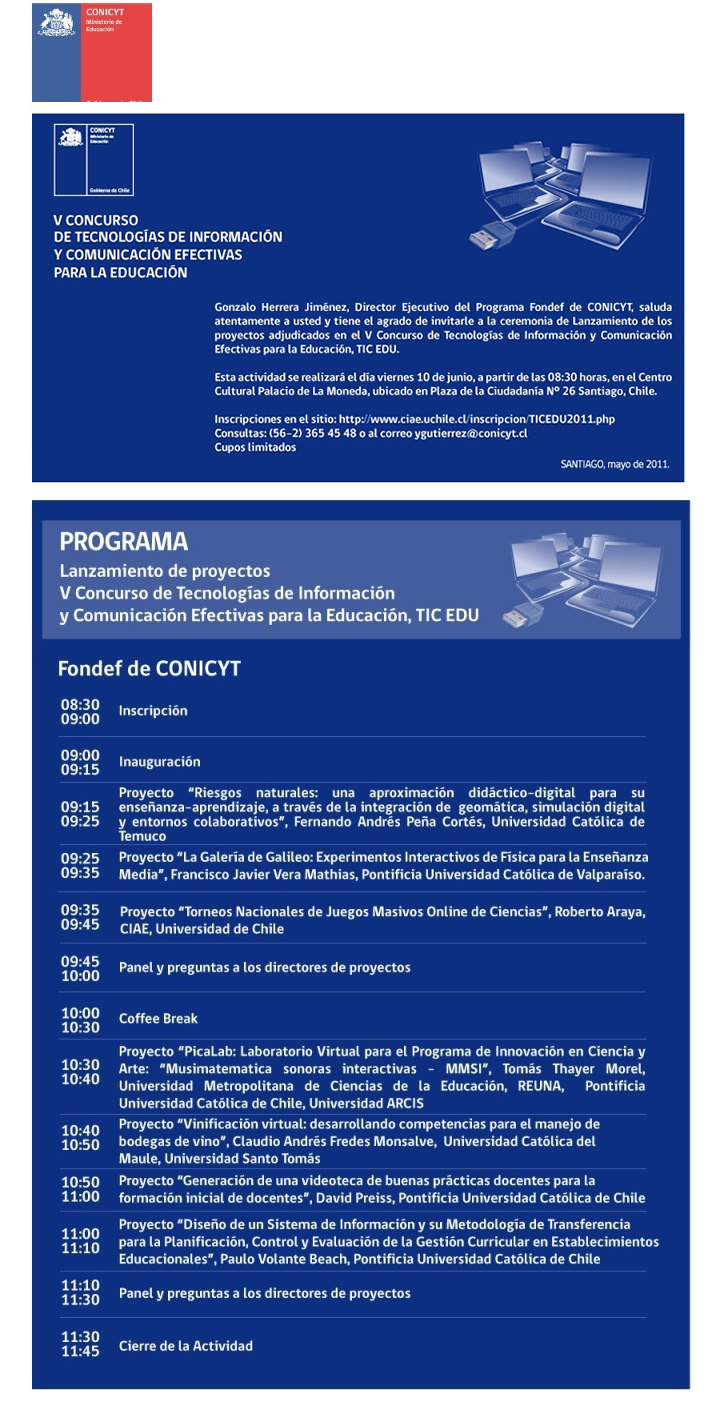 CONICYT
Ministerio de
Educación
CONICYT
Ministerio de
Educación
Gobierno de Chile
V CONCURSO
DE TECNOLOGÍAS DE INFORMACIÓN
Y COMUNICACIÓN EFECTIVAS
PARA LA EDUCACIÓN
Gonzalo Herrera Jiménez, Director Ejecutivo del Programa Fondef de CONICYT, saluda
atentamente a usted y tiene el agrado de invitarle a la ceremonia de Lanzamiento de los
proyectos adjudicados en el V Concurso de Tecnologías de Información y Comunicación
Efectivas para la Educación, TIC EDU.
Esta actividad se realizará el día viernes 10 de junio, a partir de las 08:30 horas, en el Centro
Cultural Palacio de La Moneda, ubicado en Plaza de la Ciudadanía Nº 26 Santiago, Chile.
Inscripciones en el sitio: http://www.ciae.uchile.cl/inscripcion/TICEDU2011.php
Consultas: (56-2) 365 45 48 o al correo ygutierrez@conicyt.cl
Cupos limitados
SANTIAGO, mayo de 2011.
PROGRAMA
Lanzamiento de proyectos
V Concurso de Tecnologías de Información
y Comunicación Efectivas para la Educación, TIC EDU
Fondef de CONICYT
08:30
09:00
Inscripción
09:00
09:15
Inauguración
09:15
09:25
Proyecto “Riesgos naturales: una aproximación didáctico-digital para su
enseñanza-aprendizaje, a través de la integración de geomática, simulación digital
y entornos colaborativos”, Fernando Andrés Peña Cortés, Universidad Católica de
Temuco
09:25
09:35
Proyecto “La Galería de Galileo: Experimentos Interactivos de Física para la Enseñanza
Media”, Francisco Javier Vera Mathias, Pontificia Universidad Católica de Valparaíso.
09:35
09:45
Proyecto “Torneos Nacionales de Juegos Masivos Online de Ciencias”, Roberto Araya,
CIAE, Universidad de Chile
09:45
10:00
Panel y preguntas a los directores de proyectos
10:00
10:30
Coffee Break
10:30
10:40
Proyecto “PicaLab: Laboratorio Virtual para el Programa de Innovación en Ciencia y
Arte: “Musimatematica sonoras interactivas - MMSI”, Tomás Thayer Morel,
Universidad Metropolitana de Ciencias de la Educación, REUNA, Pontificia
Universidad Católica de Chile, Universidad ARCIS
10:40
10:50
Proyecto “Vinificación virtual: desarrollando competencias para el manejo de
bodegas de vino”, Claudio Andrés Fredes Monsalve, Universidad Católica del
Maule, Universidad Santo Tomás
10:50
11:00
Proyecto “Generación de una videoteca de buenas prácticas docentes para la
formación inicial de docentes”, David Preiss, Pontificia Universidad Católica de Chile
11:00
11:10
Proyecto “Diseño de un Sistema de Información y su Metodología de Transferencia
para la Planificación, Control y Evaluación de la Gestión Curricular en Establecimientos
Educacionales”, Paulo Volante Beach, Pontificia Universidad Católica de Chile
11:10
11:30
Panel y preguntas a los directores de proyectos
11:30
11:45
Cierre de la Actividad